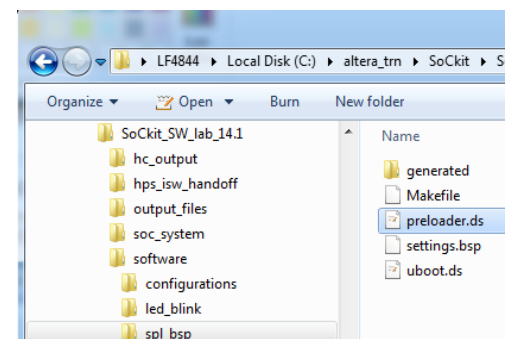 LF4844 Local Disk (C:) altera_trn SoCkit S
Organize Open Burn New folder
SoCkit_SW_lab_14.1
hc_output
hps_isw_handoff
output_files
soc_system
software
configurations
led_blink
spl_bsp
Name
generated
Makefile
preloader.ds
settings.bsp
uboot.ds